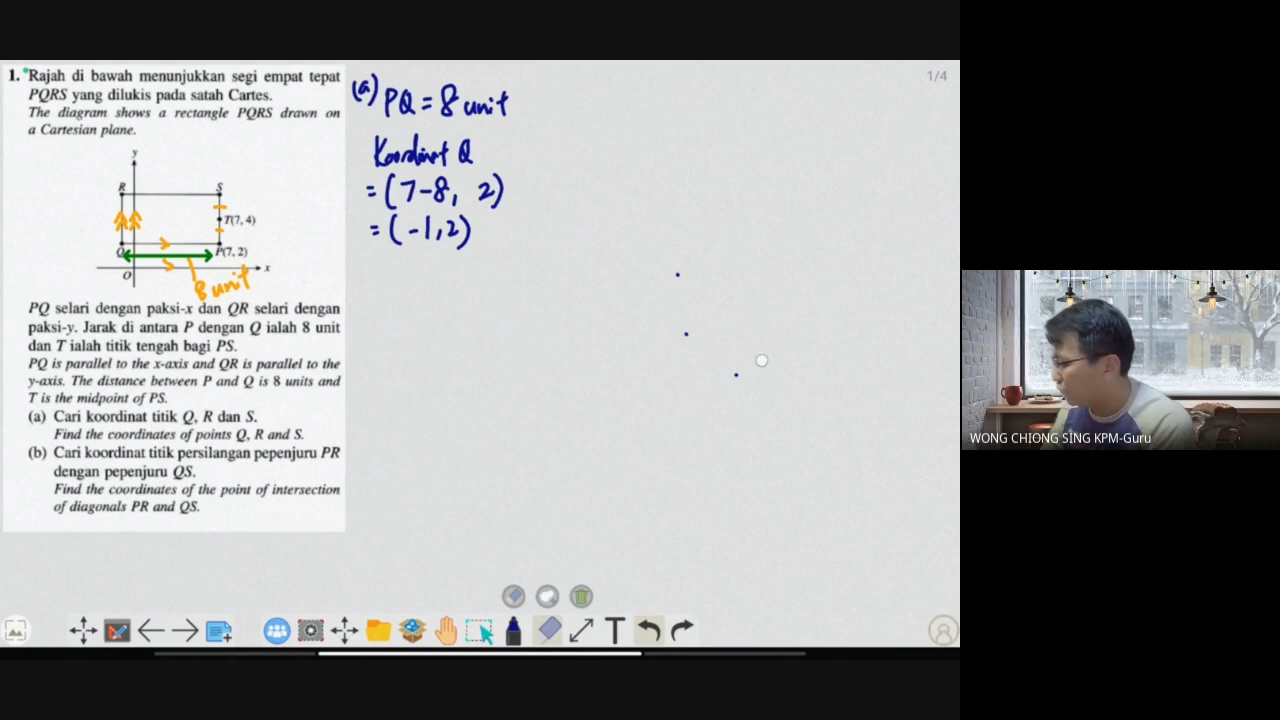 1. Rajah di bawah menunjukkan segi empat tepat
PQRS yang dilukis pada satah Cartes.
The diagram shows a rectangle PQRS drawn on
a Cartesian plane.
y
R
S
T(7, 4)
Q
P(7, 2)
O
x
8 unit
PQ selari dengan paksi-x dan QR selari dengan
paksi-y. Jarak di antara P dengan Q ialah 8 unit
dan T ialah titik tengah bagi PS.
PQ is parallel to the x-axis and QR is parallel to the
y-axis. The distance between P and Q is 8 units and
T is the midpoint of PS.
(a) Cari koordinat titik Q, R dan S.
Find the coordinates of points Q, R and S.
(b) Cari koordinat titik persilangan pepenjuru PR
dengan pepenjuru QS.
Find the coordinates of the point of intersection
of diagonals PR and QS.
(a) PQ = 8 unit
Koordinat Q
= (7-8, 2)
= (-1, 2)
1/4
T
WONG CHIONG SING KPM-Guru